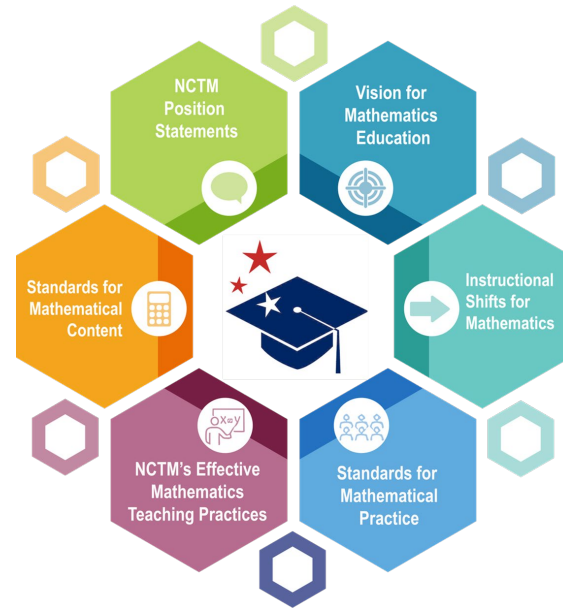 NCTM
Position
Statements
Vision for
Mathematics
Education
Standards for
Mathematical
Content
Instructional
Shifts for
Mathematics
NCTM's Effective
Mathematics
Teaching Practices
Standards for
Mathematical
Practice
x=y